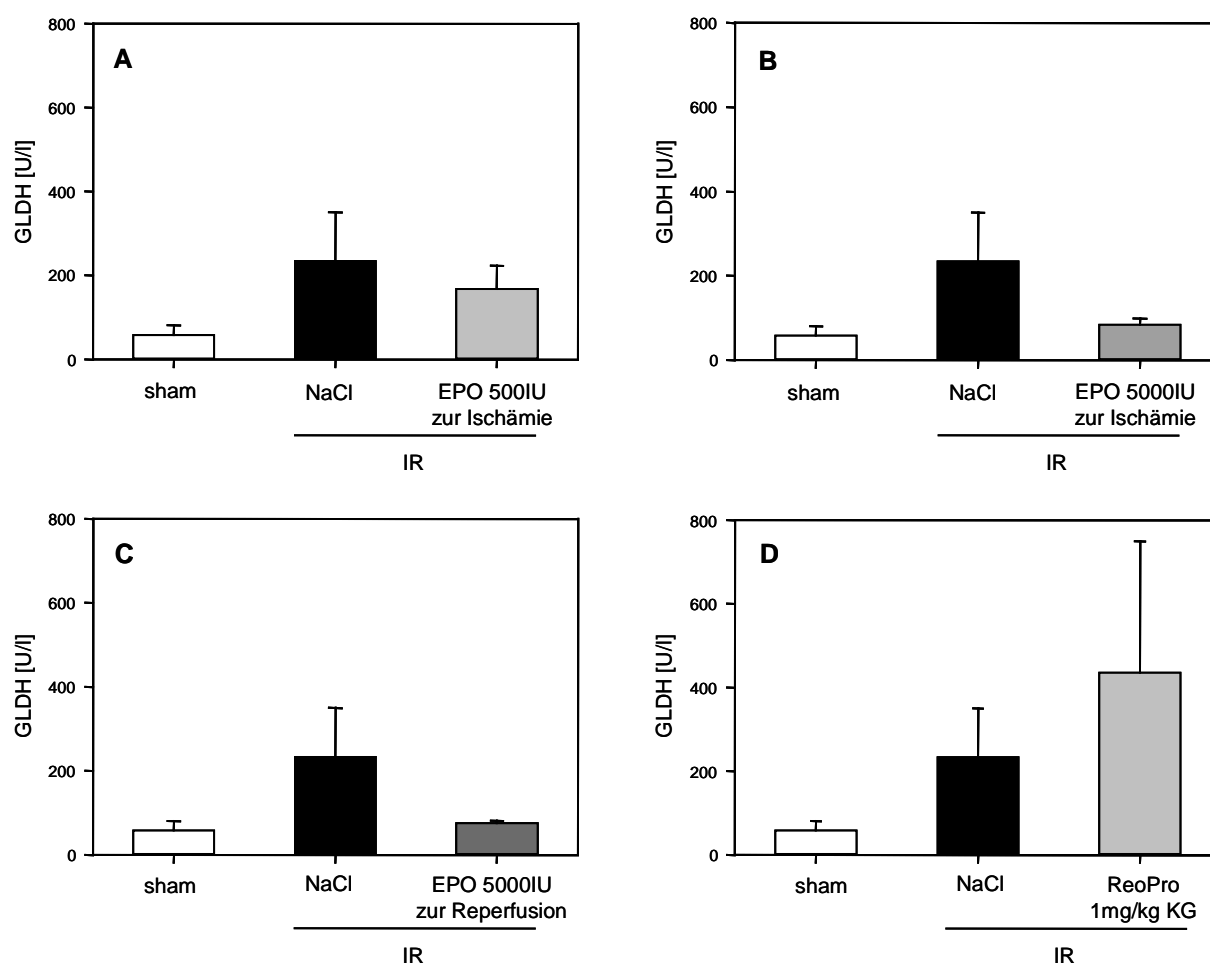 A
800
600
400
200
0
GLDH [U/l]
sham
NaCl
EPO 500IU
zur Ischämie
IR
B
800
600
400
200
0
GLDH [U/l]
sham
NaCl
EPO 5000IU
zur Ischämie
IR
C
800
600
400
200
0
GLDH [U/l]
sham
NaCl
EPO 5000IU
zur Reperfusion
IR
D
800
600
400
200
0
GLDH [U/l]
sham
NaCl
ReoPro
1mg/kg KG
IR